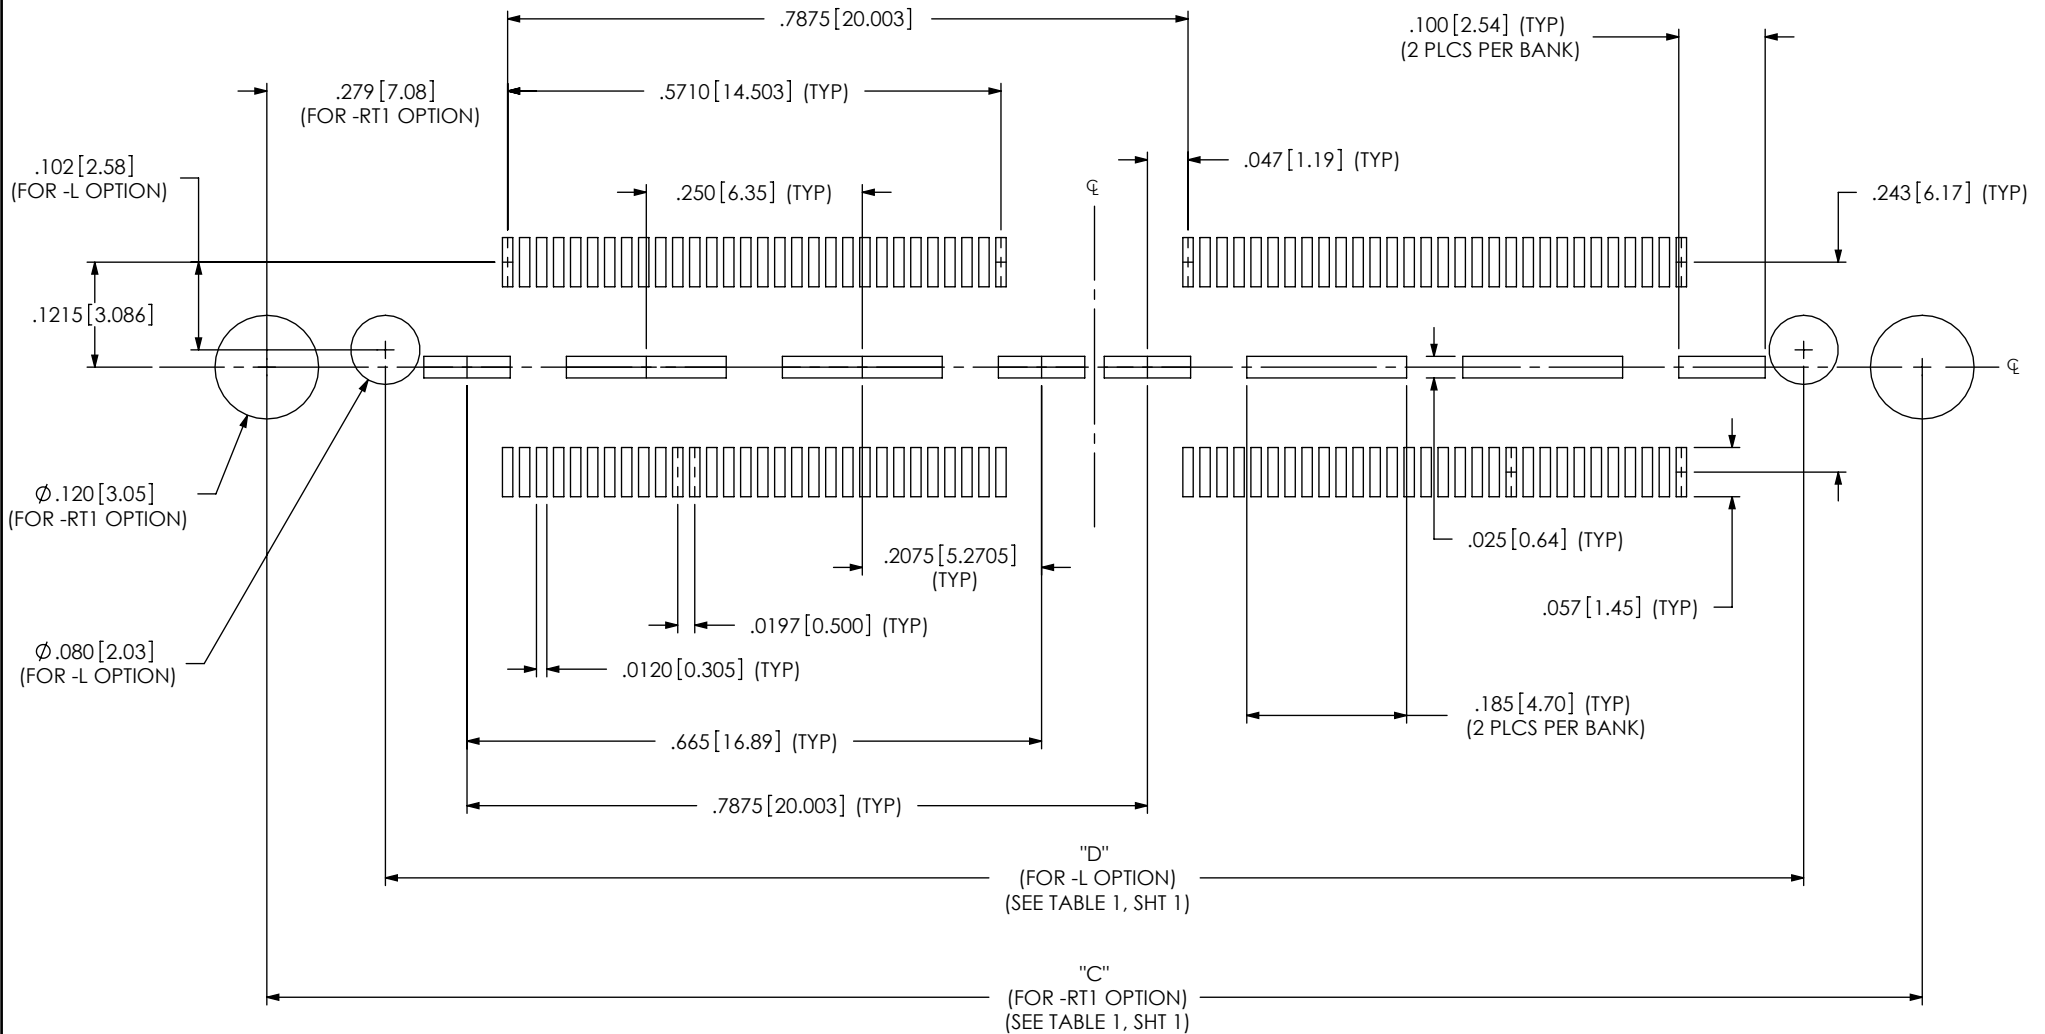 .7875[20.003]
.100[2.54] (TYP)
(2 PLCS PER BANK)
.279[7.08]
(FOR -RT1 OPTION)
.5710[14.503] (TYP)
.102[2.58]
(FOR -L OPTION)
.047[1.19] (TYP)
.250[6.35] (TYP)
℄
.243[6.17] (TYP)
.1215[3.086]
℄
Ø.120[3.05]
(FOR -RT1 OPTION)
.2075[5.2705]
(TYP)
.025[0.64] (TYP)
.057[1.45] (TYP)
.0197[0.500] (TYP)
Ø.080[2.03]
(FOR -L OPTION)
.0120[0.305] (TYP)
.185[4.70] (TYP)
(2 PLCS PER BANK)
.665[16.89] (TYP)
.7875[20.003] (TYP)
"D"
(FOR -L OPTION)
(SEE TABLE 1, SHT 1)
"C"
(FOR -RT1 OPTION)
(SEE TABLE 1, SHT 1)